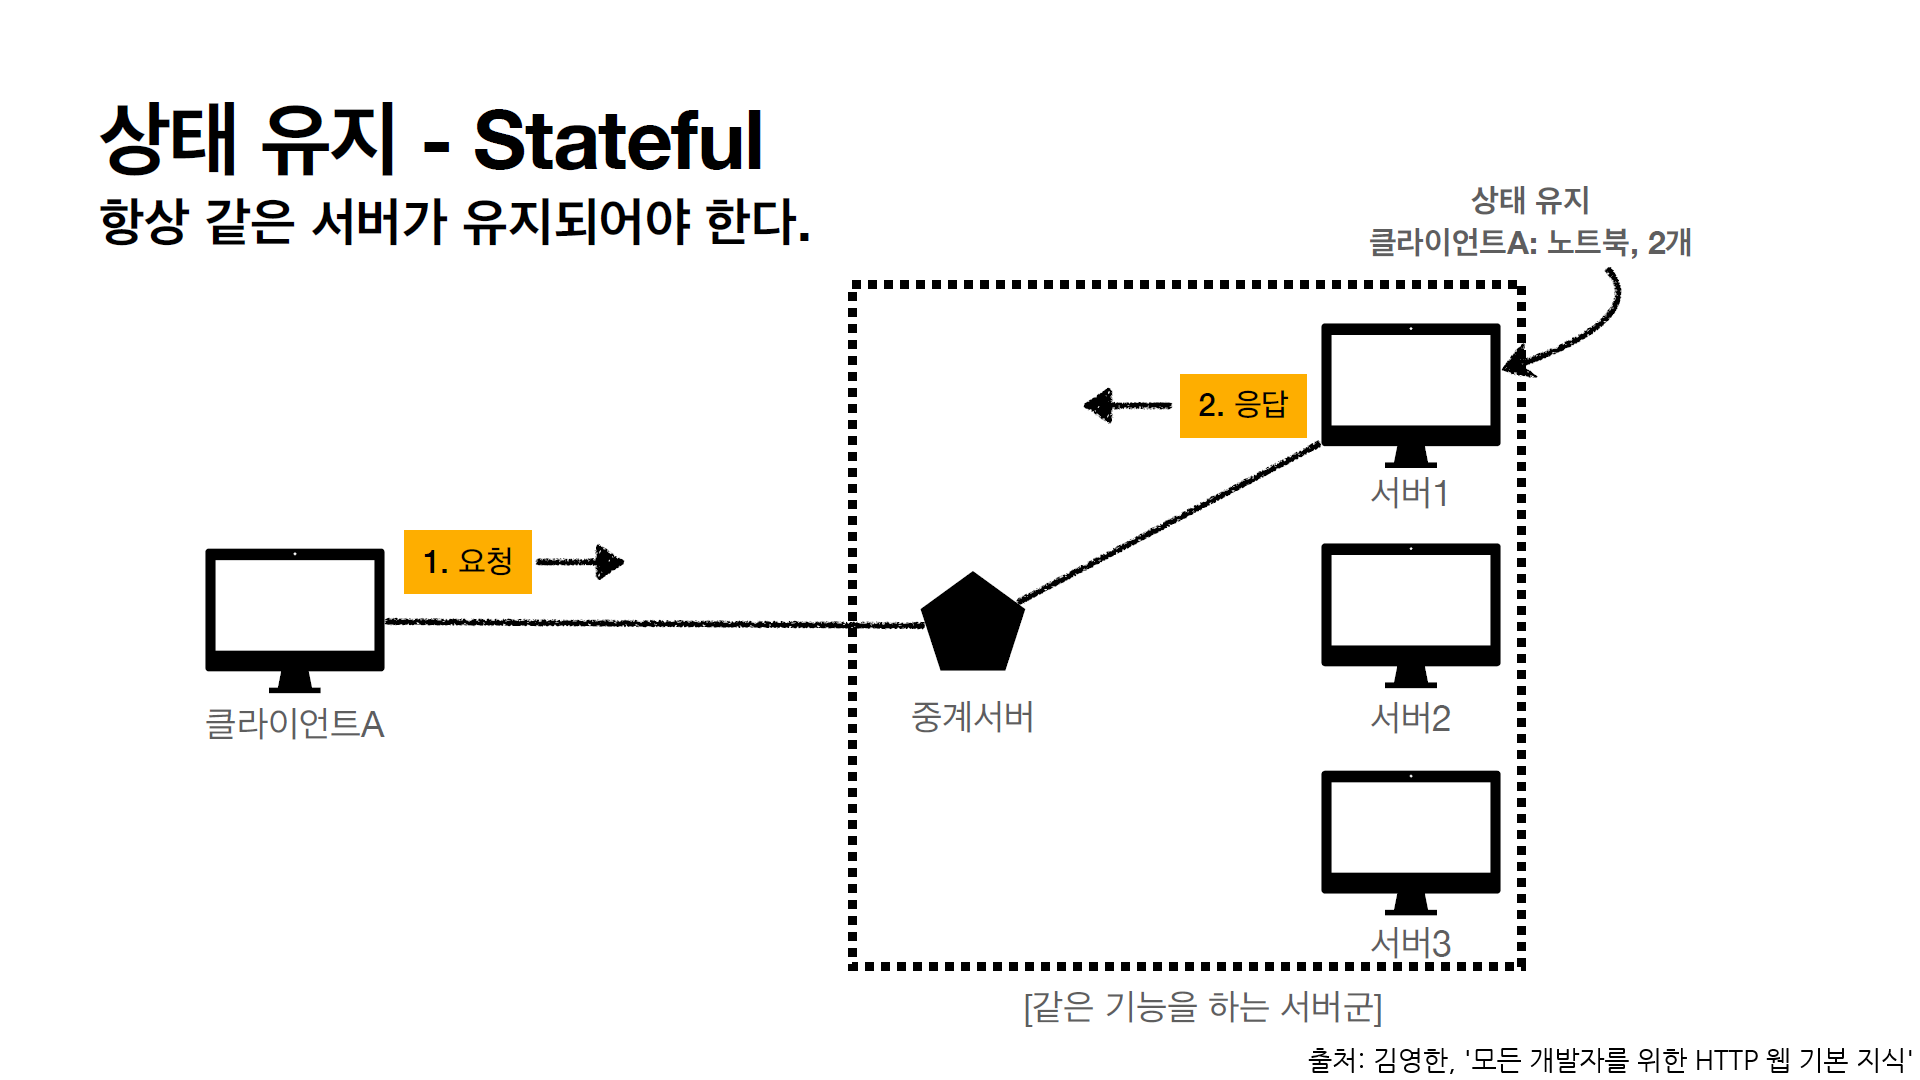 상태 유지 - Stateful
항상 같은 서버가 유지되어야 한다.
상태 유지
클라이언트A: 노트북, 2개
2. 응답
서버1
1. 요청
클라이언트A
중계서버
서버2
서버3
[같은 기능을 하는 서버군]
출처: 김영한, '모든 개발자를 위한 HTTP 웹 기본 지식'